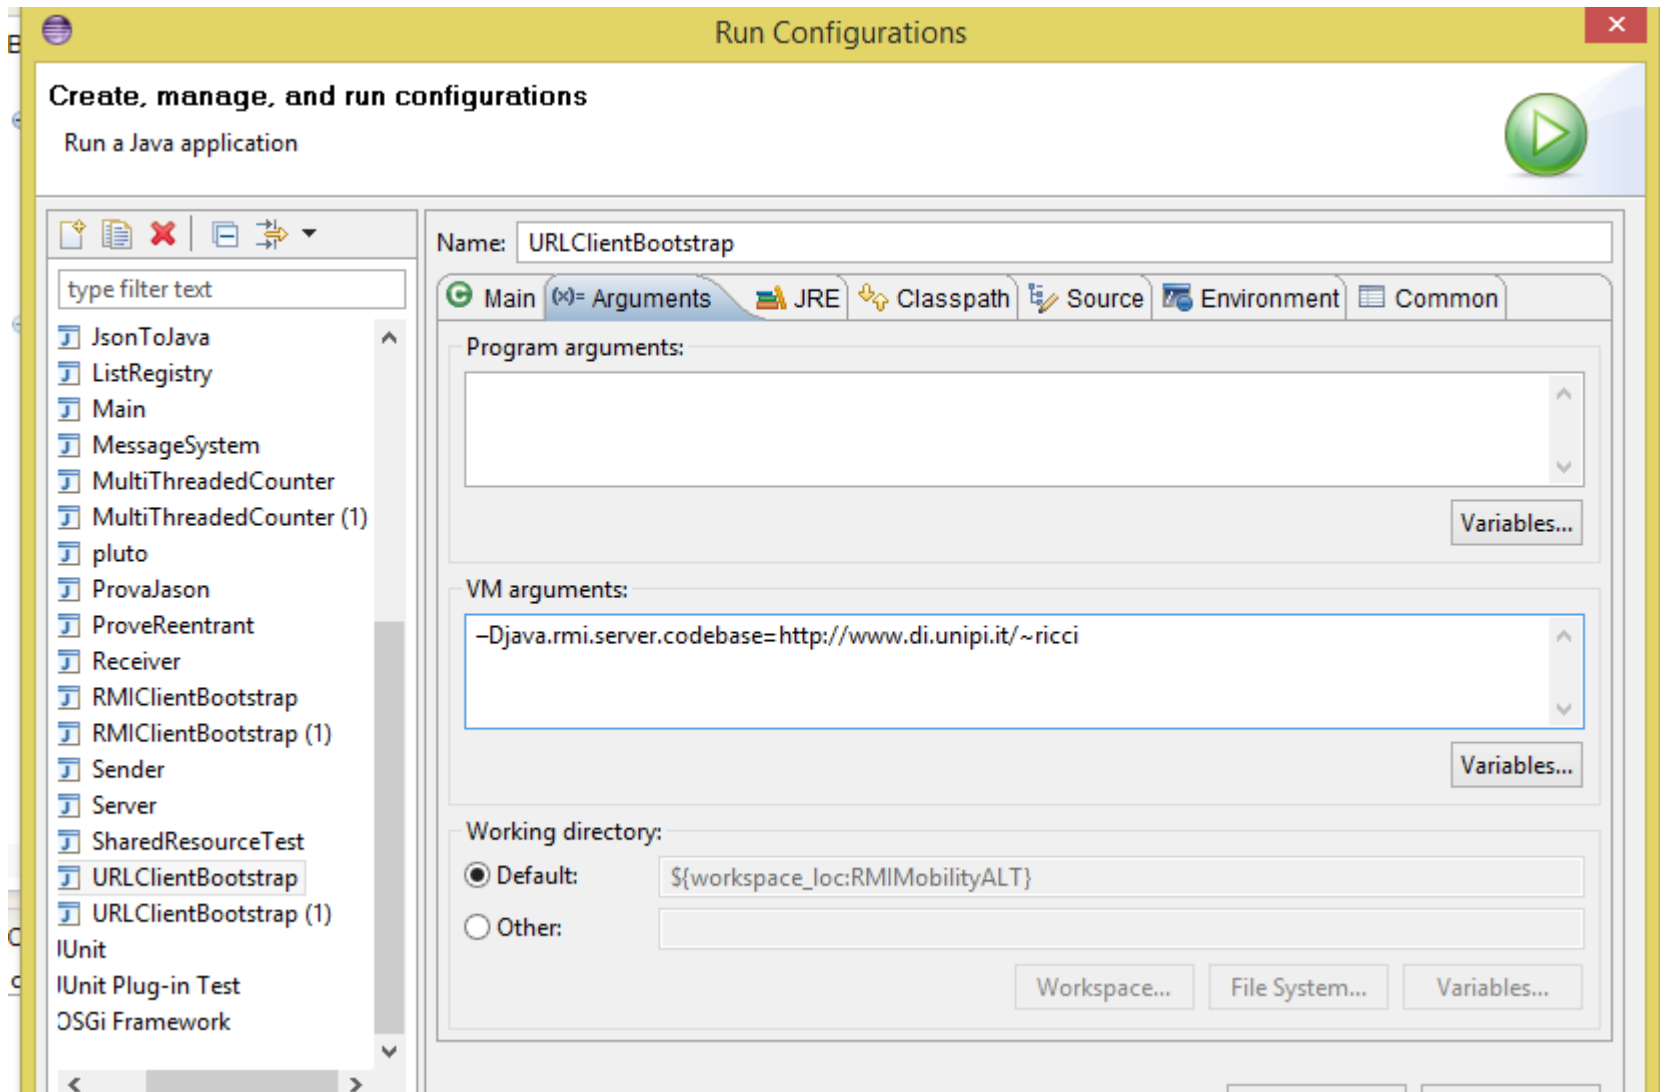 Run Configurations
Create, manage, and run configurations
Run a Java application
type filter text
JsonToJava
ListRegistry
Main
MessageSystem
MultiThreadedCounter
MultiThreadedCounter (1)
pluto
ProvaJason
ProveReentrant
Receiver
RMIClientBootstrap
RMIClientBootstrap (1)
Sender
Server
SharedResourceTest
URLClientBootstrap
URLClientBootstrap (1)
JUnit
JUnit Plug-in Test
OSGi Framework
Name: URLClientBootstrap
Main (x)= Arguments JRE Classpath Source Environment Common
Program arguments:
Variables...
VM arguments:
–Djava.rmi.server.codebase=http://www.di.unipi.it/~ricci
Variables...
Working directory:
Default: ${workspace_loc:RMIMobilityALT}
Other:
Workspace... File System... Variables...